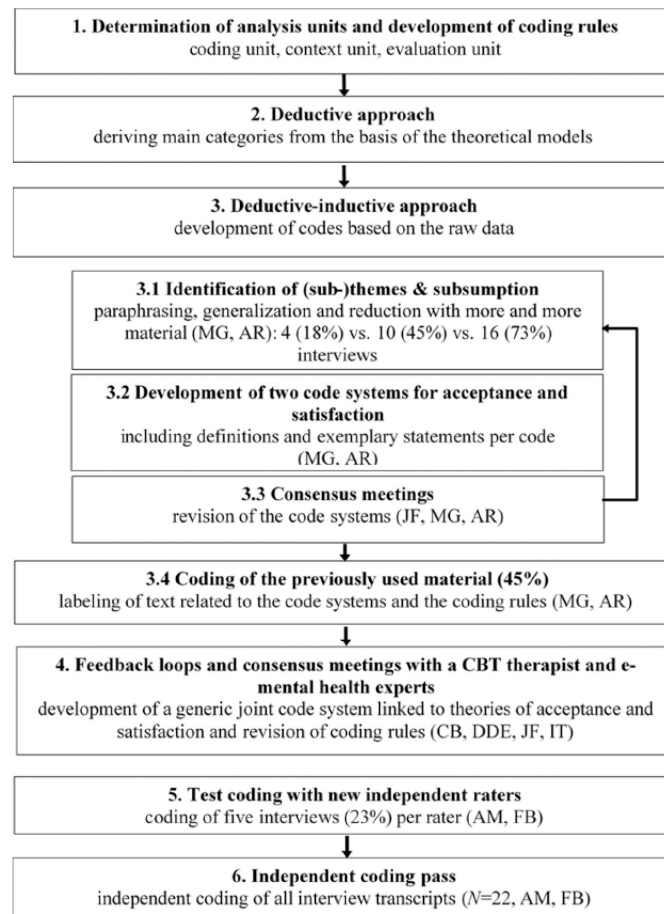 1. Determination of analysis units and development of coding rules
coding unit, context unit, evaluation unit
2. Deductive approach
deriving main categories from the basis of the theoretical models
3. Deductive-inductive approach
development of codes based on the raw data
3.1 Identification of (sub-)themes & subsumption
paraphrasing, generalization and reduction with more and more
material (MG, AR): 4 (18%) vs. 10 (45%) vs. 16 (73%)
interviews
3.2 Development of two code systems for acceptance and
satisfaction
including definitions and exemplary statements per code
(MG, AR)
3.3 Consensus meetings
revision of the code systems (JF, MG, AR)
3.4 Coding of the previously used material (45%)
labeling of text related to the code systems and the coding rules (MG, AR)
4. Feedback loops and consensus meetings with a CBT therapist and e-
mental health experts
development of a generic joint code system linked to theories of acceptance and
satisfaction and revision of coding rules (CB, DDE, JF, IT)
5. Test coding with new independent raters
coding of five interviews (23%) per rater (AM, FB)
6. Independent coding pass
independent coding of all interview transcripts (N=22, AM, FB)